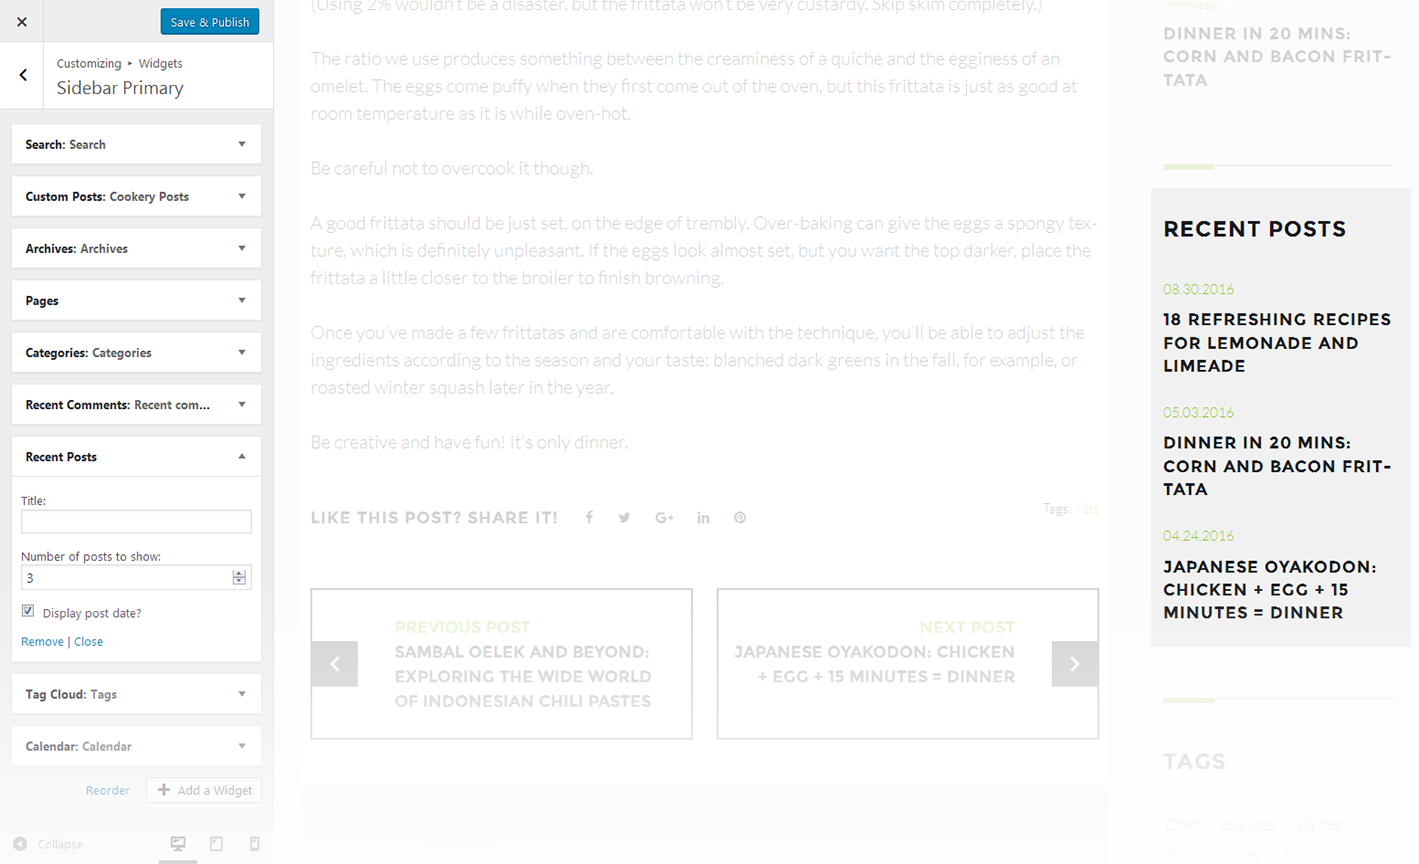 Save & Publish
Customizing ▸ Widgets
Sidebar Primary
Search: Search
Custom Posts: Cookery Posts
Archives: Archives
Pages
Categories: Categories
Recent Comments: Recent com...
Recent Posts
Title:
Number of posts to show:
3
Display post date?
Remove | Close
Tag Cloud: Tags
Calendar: Calendar
Reorder
Add a Widget
Collapse
(Using 2% wouldn't be a disaster, but the frittata won't be very custardy. Skip skim completely.)
The ratio we use produces something between the creaminess of a quiche and the egginess of an
omelet. The eggs come puffy when they first come out of the oven, but this frittata is just as good at
room temperature as it is while oven-hot.
Be careful not to overcook it though.
A good frittata should be just set, on the edge of trembly. Over-baking can give the eggs a spongy tex-
ture, which is definitely unpleasant. If the eggs look almost set, but you want the top darker, place the
frittata a little closer to the broiler to finish browning.
Once you've made a few frittatas and are comfortable with the technique, you'll be able to adjust the
ingredients according to the season and your taste: blanched dark greens in the fall, for example, or
roasted winter squash later in the year.
Be creative and have fun! It's only dinner.
LIKE THIS POST? SHARE IT!
Tags: lists
PREVIOUS POST
SAMBAL OELEK AND BEYOND:
EXPLORING THE WIDE WORLD
OF INDONESIAN CHILI PASTES
NEXT POST
JAPANESE OYAKODON: CHICKEN
+ EGG + 15 MINUTES = DINNER
Ironmass
DINNER IN 20 MINS:
CORN AND BACON FRIT-
TATA
RECENT POSTS
08.30.2016
18 REFRESHING RECIPES
FOR LEMONADE AND
LIMEADE
05.03.2016
DINNER IN 20 MINS:
CORN AND BACON FRIT-
TATA
04.24.2016
JAPANESE OYAKODON:
CHICKEN + EGG + 15
MINUTES = DINNER
TAGS
Chef cuisines dishes
lists recipes tips